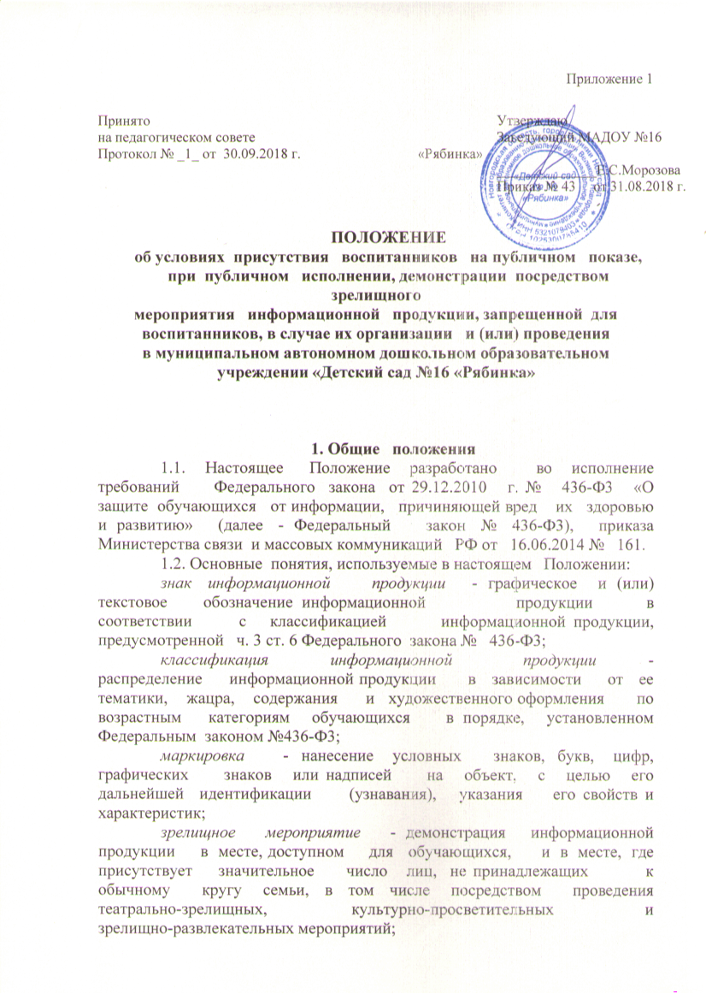 Приложение 1
Принято Утверждаю
на педагогическом совете Заведующий МАДОУ №16
Протокол № _1_ от 30.09.2018 г. «Рябинка»
Е.С.Морозова
Приказ № 43 от 31.08.2018 г.
«Детский сад
«Рябинка»
ПОЛОЖЕНИЕ
об условиях присутствия воспитанников на публичном показе,
при публичном исполнении, демонстрации посредством
зрелищного
мероприятия информационной продукции, запрещенной для
воспитанников, в случае их организации и (или) проведения
в муниципальном автономном дошкольном образовательном
учреждении «Детский сад №16 «Рябинка»
1. Общие положения
1.1. Настоящее Положение разработано во исполнение
требований Федерального закона от 29.12.2010 г. № 436-ФЗ «О
защите обучающихся от информации, причиняющей вред их здоровью
и развитию» (далее - Федеральный закон № 436-ФЗ), приказа
Министерства связи и массовых коммуникаций РФ от 16.06.2014 № 161.
1.2. Основные понятия, используемые в настоящем Положении:
знак информационной продукции - графическое и (или)
текстовое обозначение информационной продукции в
соответствии с классификацией информационной продукции,
предусмотренной ч. 3 ст. 6 Федерального закона № 436-ФЗ;
классификация информационной продукции -
распределение информационной продукции в зависимости от ее
тематики, жацра, содержания и художественного оформления по
возрастным категориям обучающихся в порядке, установленном
Федеральным законом №436-ФЗ;
маркировка - нанесение условных знаков, букв, цифр,
графических знаков или надписей на объект, с целью его
дальнейшей идентификации (узнавания), указания его свойств и
характеристик;
зрелищное мероприятие - демонстрация информационной
продукции в месте, доступном для обучающихся, и в месте, где
присутствует значительное число лиц, не принадлежащих к
обычному кругу семьи, в том числе посредством проведения
театрально-зрелищных, культурно-просветительных и
зрелищно-развлекательных мероприятий;